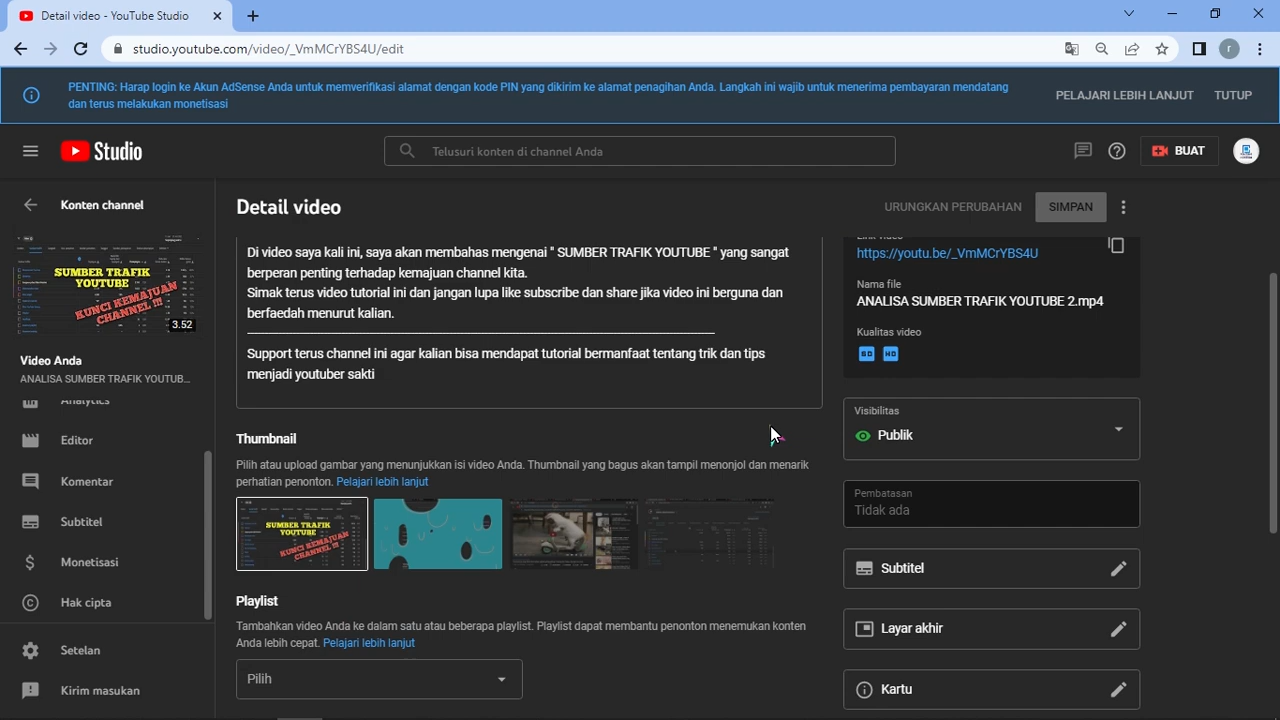 Detail video - YouTube Studio
studio.youtube.com/video/_VmMCrYBS4U/edit
r
PENTING: Harap login ke Akun AdSense Anda untuk memverifikasi alamat dengan kode PIN yang dikirim ke alamat penagihan Anda. Langkah ini wajib untuk menerima pembayaran mendatang
dan terus melakukan monetisasi
PELAJARI LEBIH LANJUT
TUTUP
Studio
Telusuri konten di channel Anda
BUAT
Konten channel
SUMBER TRAFIK
YOUTUBE
KUNCI KEMAJUAN
CHANNEL !!!
3.52
Video Anda
ANALISA SUMBER TRAFIK YOUTUB...
Analytics
Editor
Komentar
Subtitel
Monetisasi
Hak cipta
Setelan
Kirim masukan
Detail video
URUNGKAN PERUBAHAN
SIMPAN
Di video saya kali ini, saya akan membahas mengenai " SUMBER TRAFIK YOUTUBE " yang sangat
berperan penting terhadap kemajuan channel kita.
Simak terus video tutorial ini dan jangan lupa like subscribe dan share jika video ini berguna dan
berfaedah menurut kalian.
Support terus channel ini agar kalian bisa mendapat tutorial bermanfaat tentang trik dan tips
menjadi youtuber sakti
Thumbnail
Pilih atau upload gambar yang menunjukkan isi video Anda. Thumbnail yang bagus akan tampil menonjol dan menarik
perhatian penonton. Pelajari lebih lanjut
SUMBER TRAFIK
YOUTUBE
KUNCI KEMAJUAN
CHANNEL !!!
Playlist
Tambahkan video Anda ke dalam satu atau beberapa playlist. Playlist dapat membantu penonton menemukan konten
Anda lebih cepat. Pelajari lebih lanjut
Pilih
Link video
https://youtu.be/_VmMCrYBS4U
Nama file
ANALISA SUMBER TRAFIK YOUTUBE 2.mp4
Kualitas video
SD HD
Visibilitas
Publik
Pembatasan
Tidak ada
Subtitel
Layar akhir
Kartu